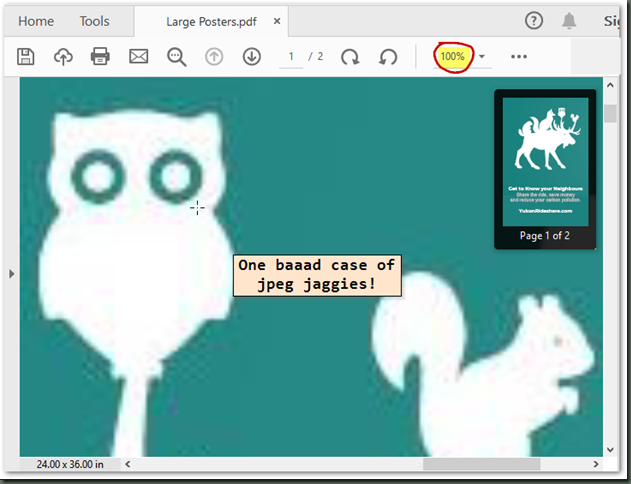 Home Tools Large Posters.pdf ×
1 / 2 100%
One baaad case of
jpeg jaggies!
Get to Know your Neighbours
Share the ride, save money
and reduce your carbon pollution.
YukonRideshare.com
Page 1 of 2
24.00 x 36.00 in